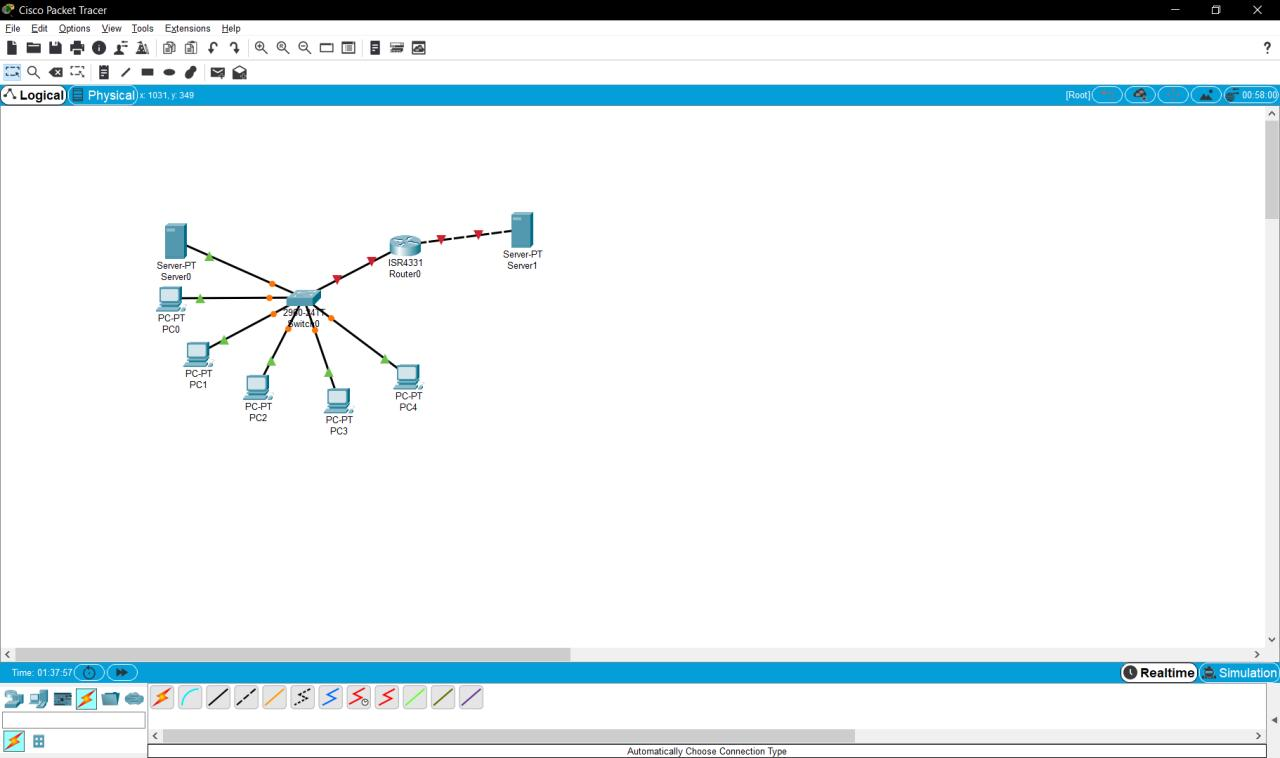 Cisco Packet Tracer
File Edit Options View Tools Extensions Help
?
Logical Physical x: 1031, y: 349 [Root] 00:58:00
Server-PT
Server0
ISR4331
Router0
Server-PT
Server1
PC-PT
PC0
2960-24TT
Switch0
PC-PT
PC1
PC-PT
PC2
PC-PT
PC3
PC-PT
PC4
Time: 01:37:57 Realtime Simulation
Automatically Choose Connection Type